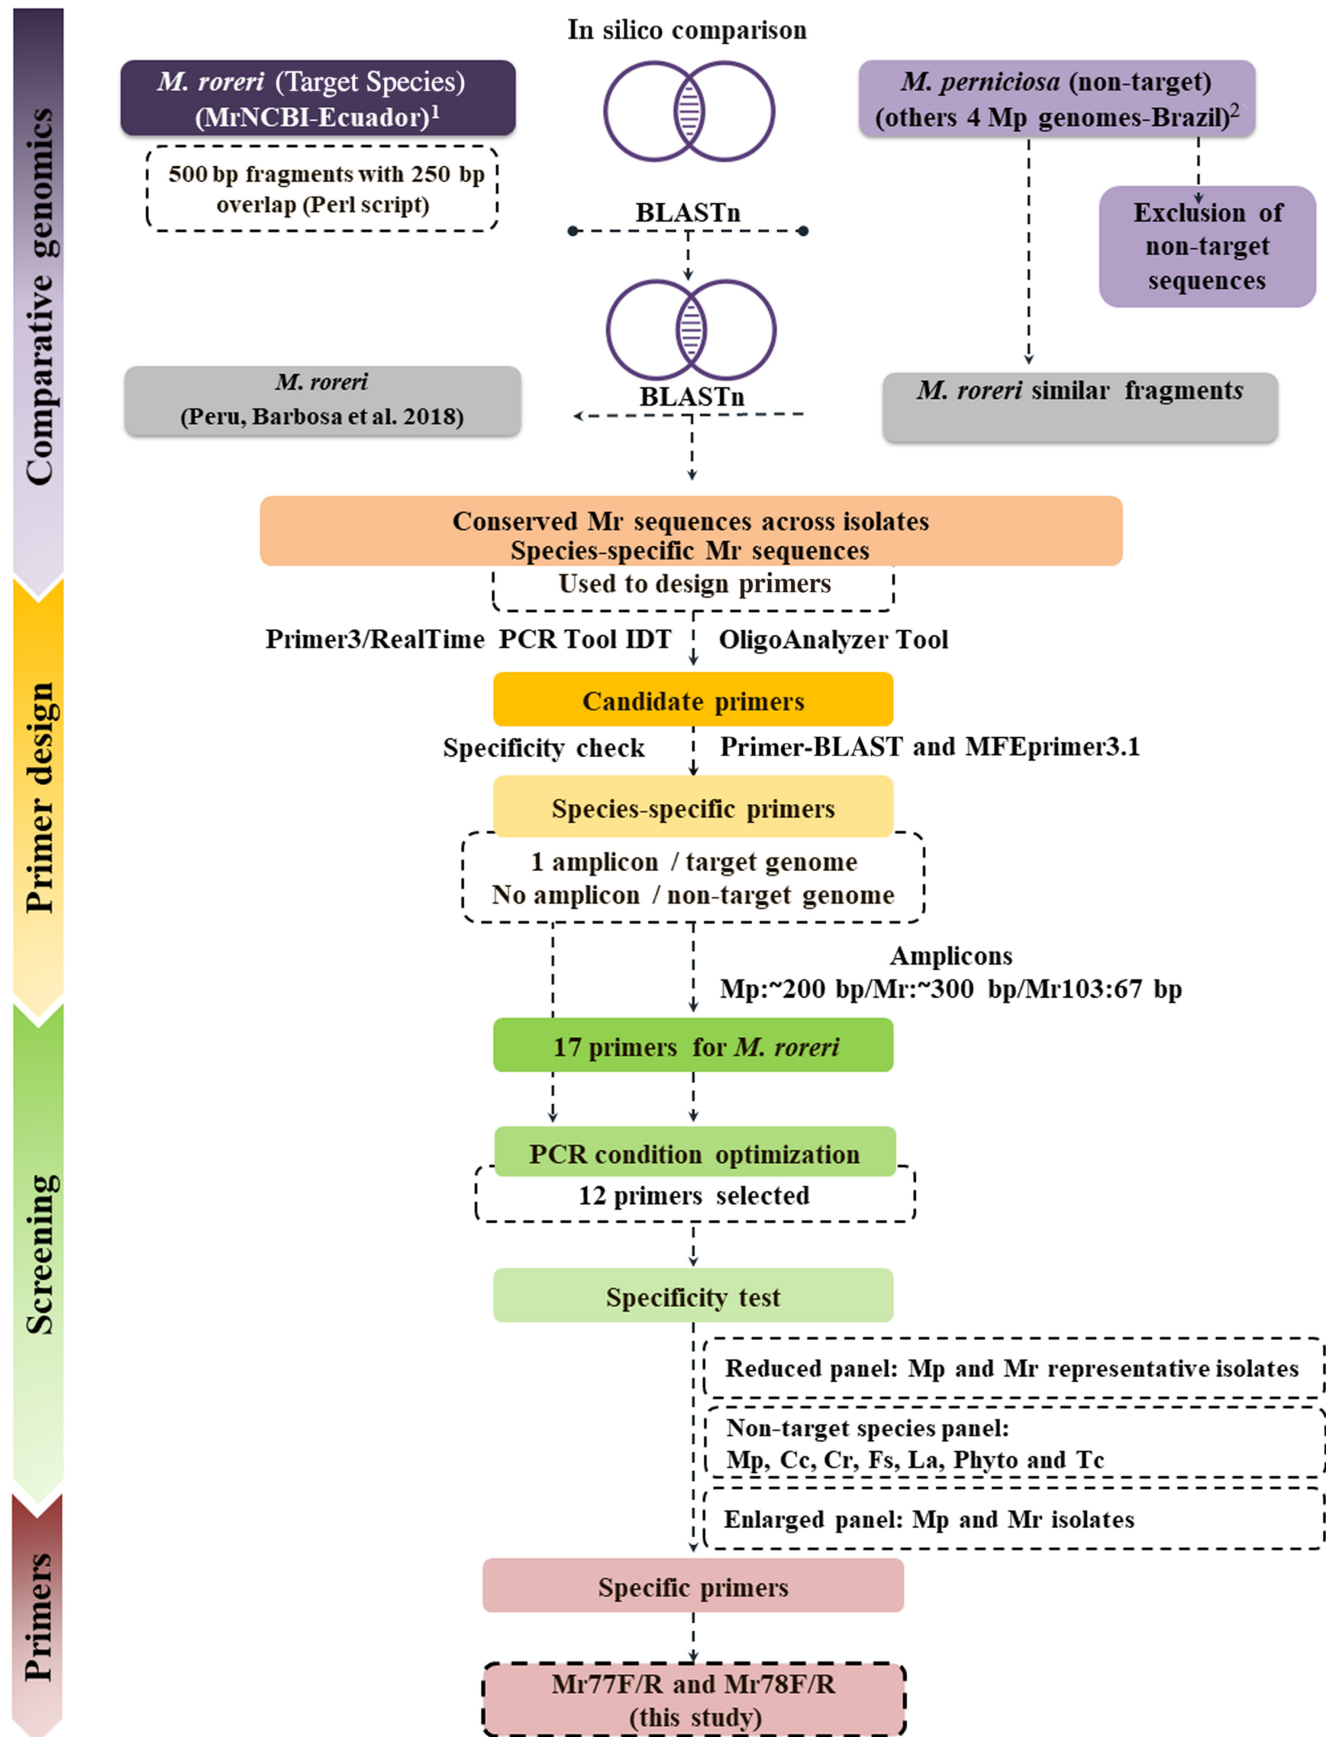 In silico comparison
M. roreri (Target Species)
(MrNCBI-Ecuador)1
500 bp fragments with 250 bp
overlap (Perl script)
M. perniciosa (non-target)
(others 4 Mp genomes-Brazil)2
Exclusion of
non-target
sequences
BLASTn
M. roreri
(Peru, Barbosa et al. 2018)
BLASTn
M. roreri similar fragments
Comparative genomics
Conserved Mr sequences across isolates
Species-specific Mr sequences
Used to design primers
Primer3/RealTime PCR Tool IDT
OligoAnalyzer Tool
Candidate primers
Specificity check
Primer-BLAST and MFEprimer3.1
Species-specific primers
1 amplicon / target genome
No amplicon / non-target genome
Primer design
Amplicons
Mp:~200 bp/Mr:~300 bp/Mr103:67 bp
17 primers for M. roreri
PCR condition optimization
12 primers selected
Specificity test
Screening
Reduced panel: Mp and Mr representative isolates
Non-target species panel:
Mp, Cc, Cr, Fs, La, Phyto and Tc
Enlarged panel: Mp and Mr isolates
Specific primers
Mr77F/R and Mr78F/R
(this study)
Primers